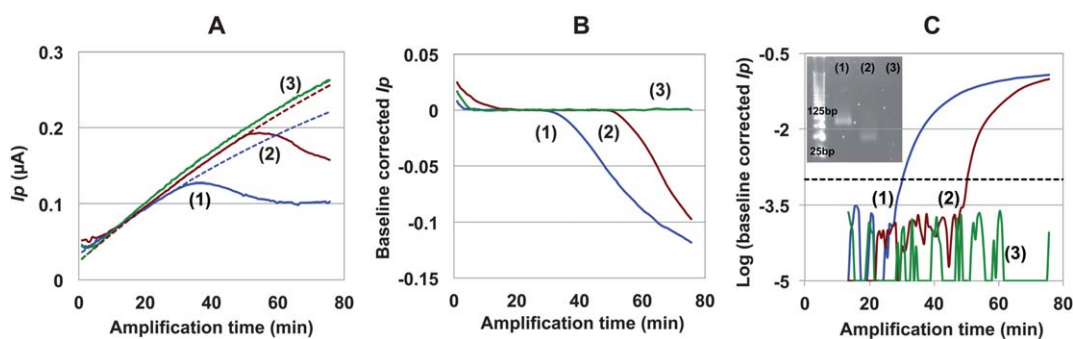 A
Ip (µA)
0.3
0.2
0.1
0
(3)
(2)
(1)
0 20 40 60 80
Amplification time (min)
B
Baseline corrected Ip
0.05
0
-0.05
-0.1
-0.15
(3)
(1) (2)
0 20 40 60 80
Amplification time (min)
C
Log (baseline corrected Ip)
-0.5
-2
-3.5
-5
(1) (2) (3)
125bp
25bp
(1) (2)
(3)
0 20 40 60 80
Amplification time (min)